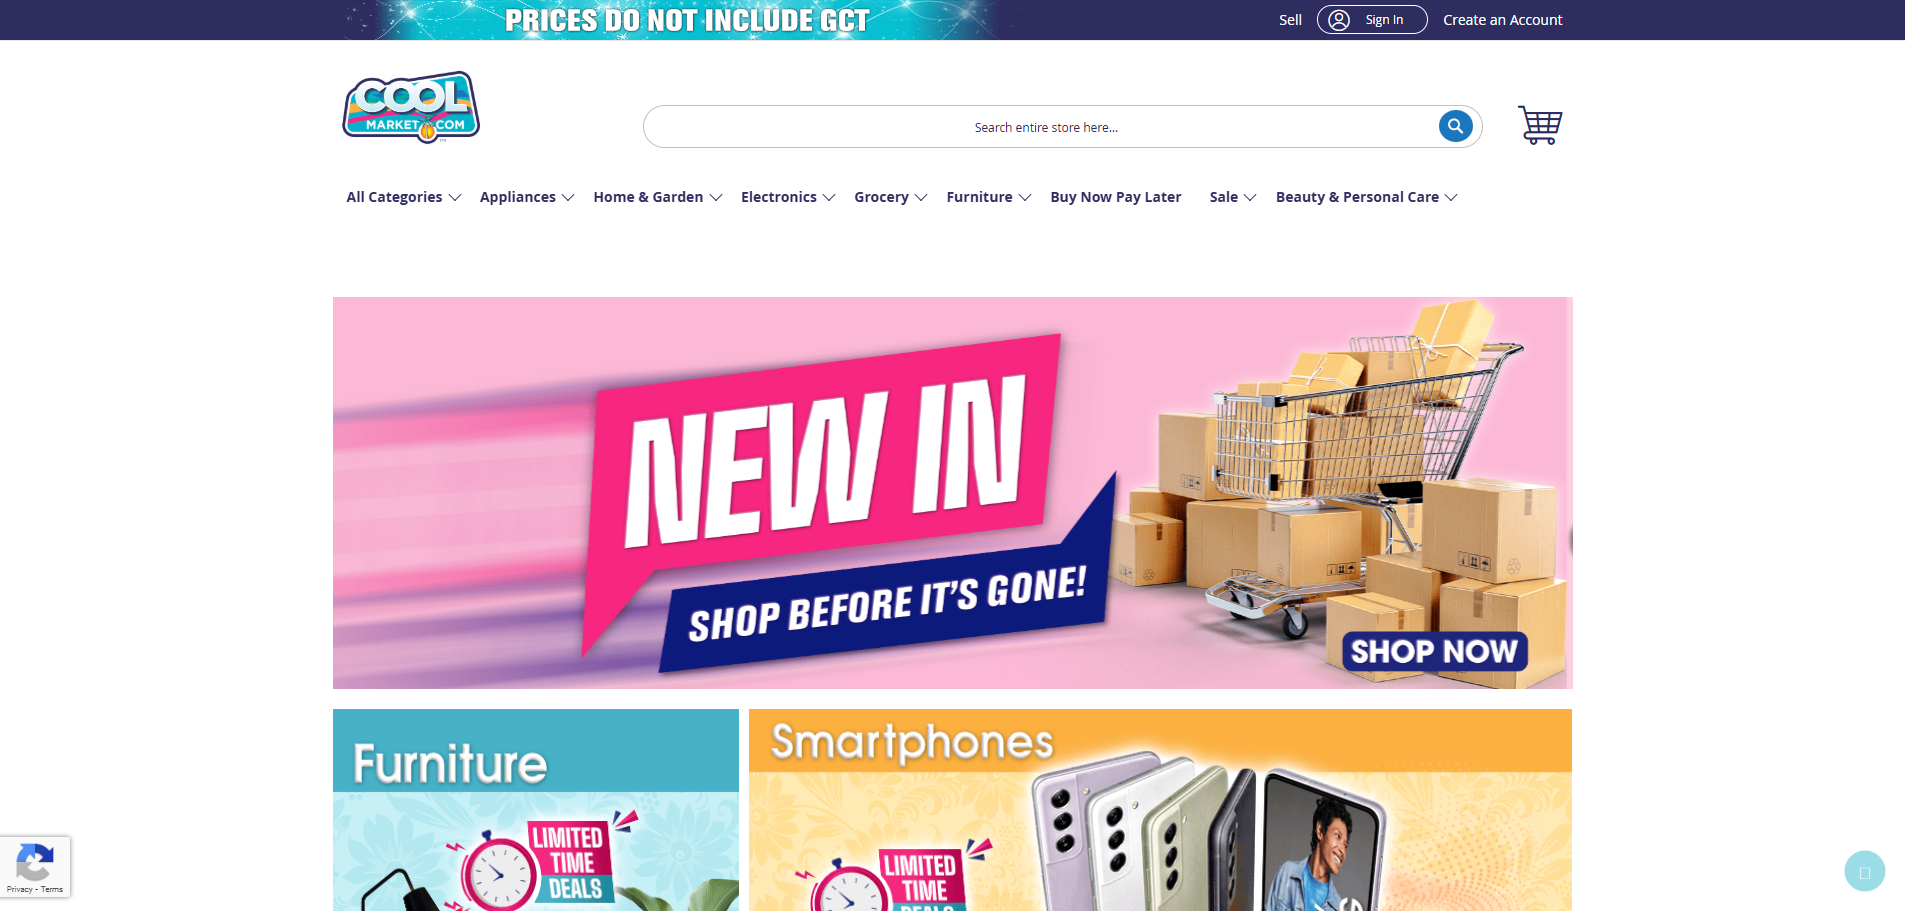 PRICES DO NOT INCLUDE GCT
Sell
Sign In
Create an Account
COOL
MARKET COM
Search entire store here...
All Categories
Appliances
Home & Garden
Electronics
Grocery
Furniture
Buy Now Pay Later
Sale
Beauty & Personal Care
NEW IN
SHOP BEFORE IT'S GONE!
SHOP NOW
Furniture
LIMITED
TIME
DEALS
Smartphones
LIMITED
TIME
DEALS
Privacy - Terms